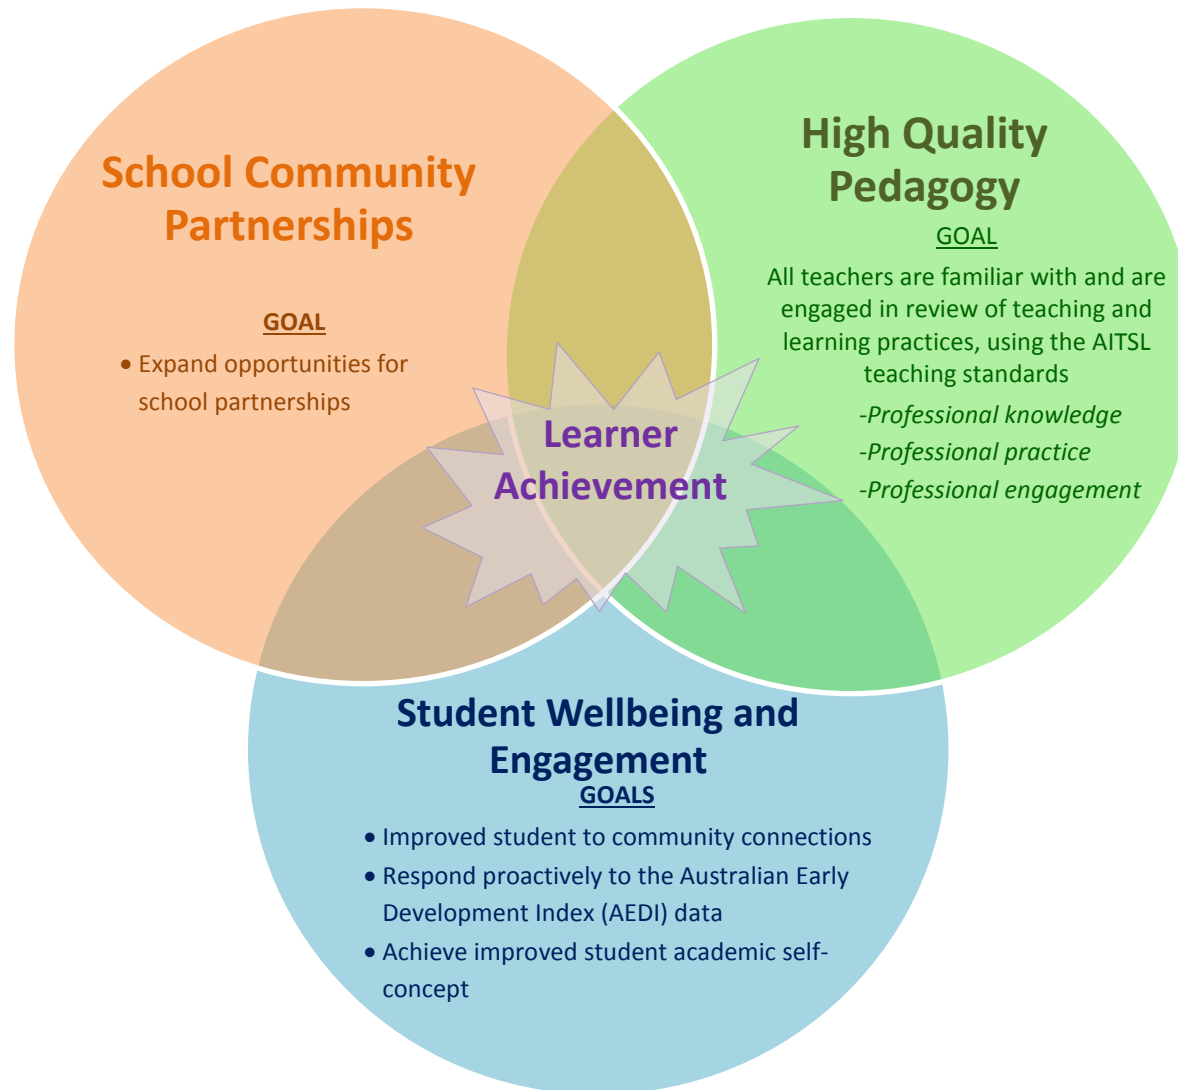 School Community
Partnerships
GOAL
• Expand opportunities for
school partnerships
High Quality
Pedagogy
GOAL
All teachers are familiar with and are
engaged in review of teaching and
learning practices, using the AITSL
teaching standards
-Professional knowledge
-Professional practice
-Professional engagement
Learner
Achievement
Student Wellbeing and
Engagement
GOALS
• Improved student to community connections
• Respond proactively to the Australian Early
Development Index (AEDI) data
• Achieve improved student academic self-
concept